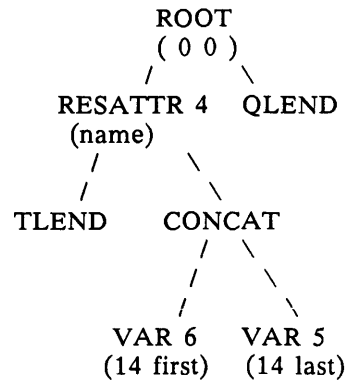 ROOT
( 0 0 )
RESATTR 4 QLEND
(name)
TLEND CONCAT
VAR 6 VAR 5
(14 first) (14 last)